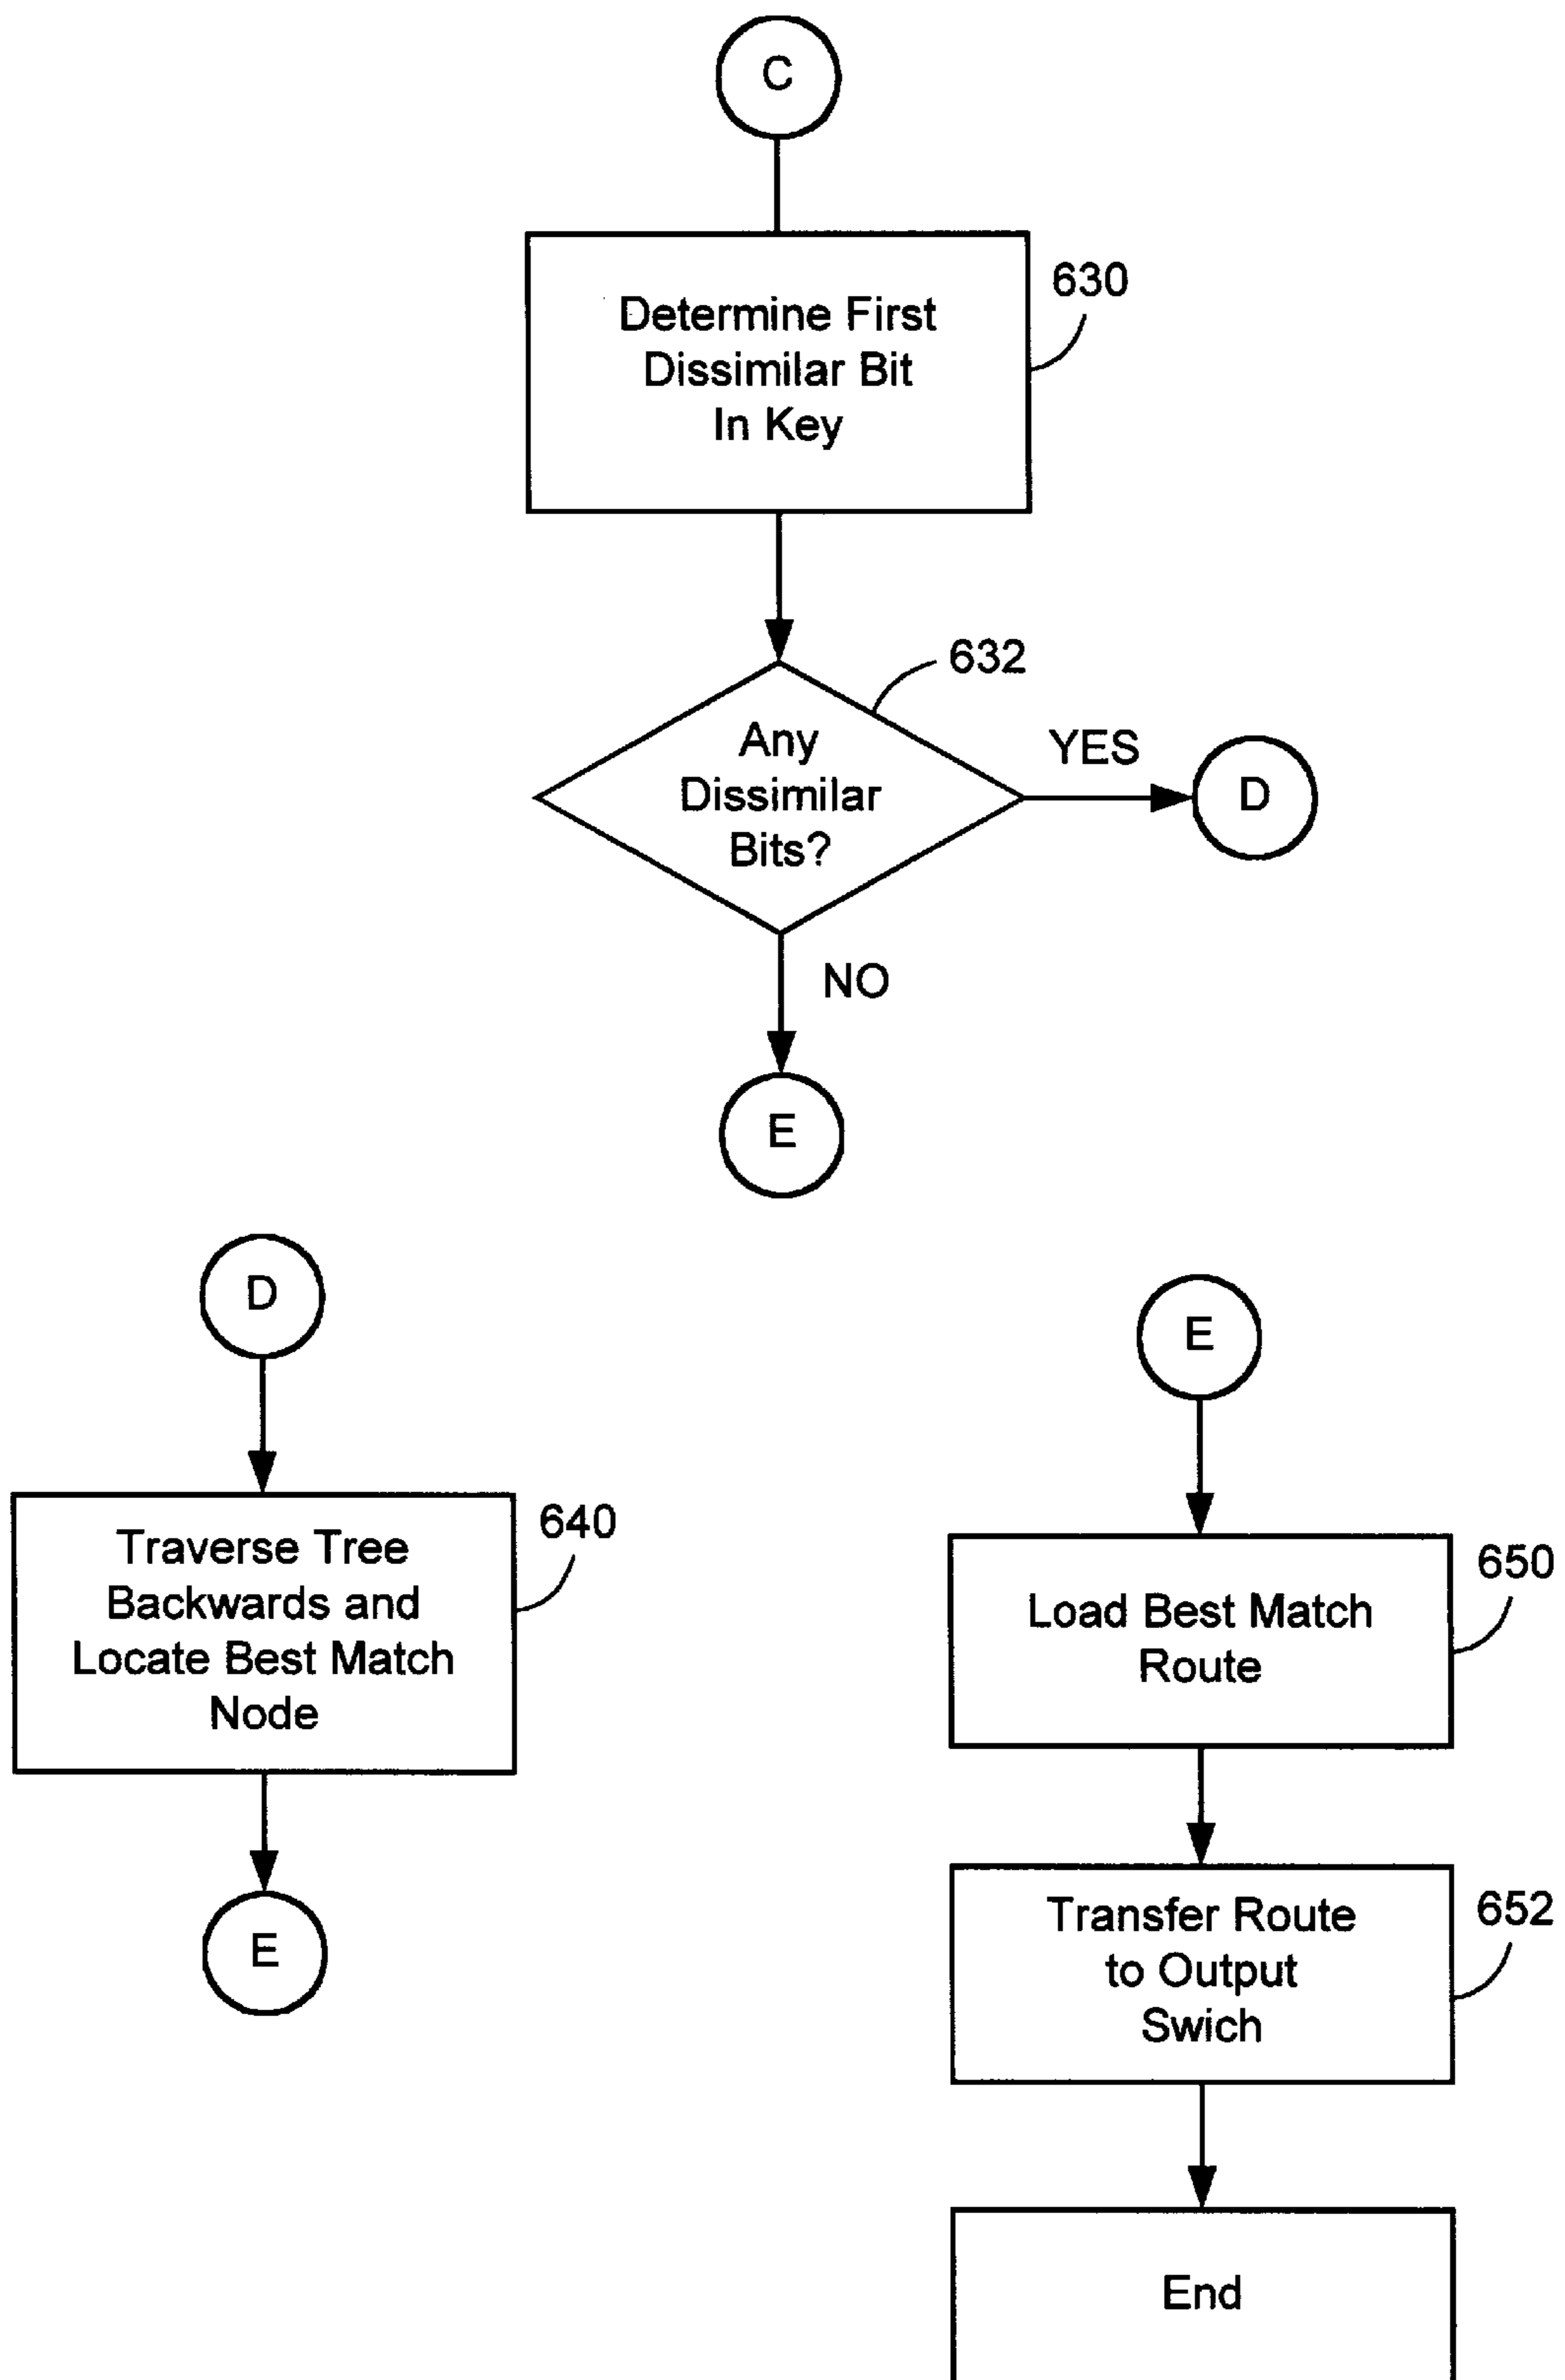 C
Determine First
Dissimilar Bit
In Key
630
632
Any
Dissimilar
Bits?
YES
D
NO
E
D
Traverse Tree
Backwards and
Locate Best Match
Node
640
E
E
Load Best Match
Route
650
Transfer Route
to Output
Swich
652
End